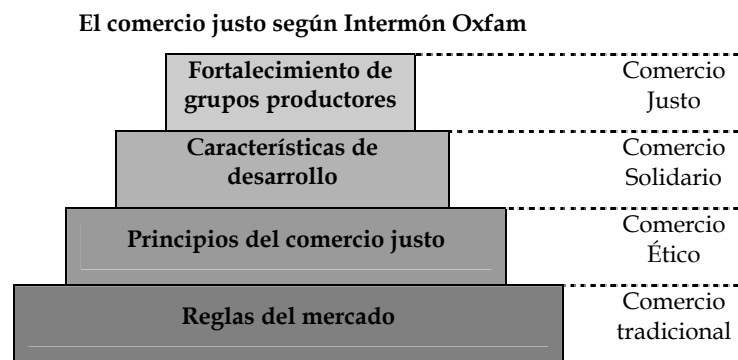 El comercio justo según Intermón Oxfam
Fortalecimiento de
grupos productores
Comercio
Justo
Características de
desarrollo
Comercio
Solidario
Principios del comercio justo
Comercio
Ético
Reglas del mercado
Comercio
tradicional